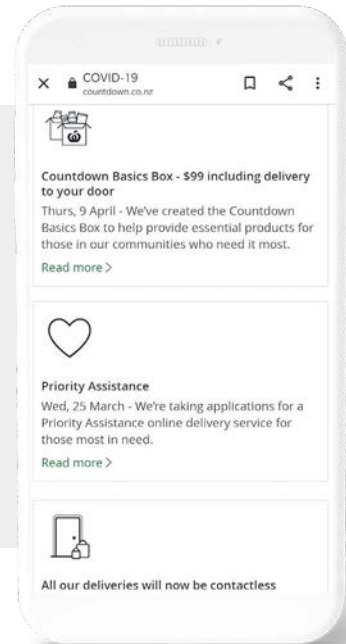 COVID-19
countdown.co.nz
Countdown Basics Box - $99 including delivery
to your door
Thurs, 9 April - We've created the Countdown
Basics Box to help provide essential products for
those in our communities who need it most.
Read more >
Priority Assistance
Wed, 25 March - We're taking applications for a
Priority Assistance online delivery service for
those most in need.
Read more >
All our deliveries will now be contactless